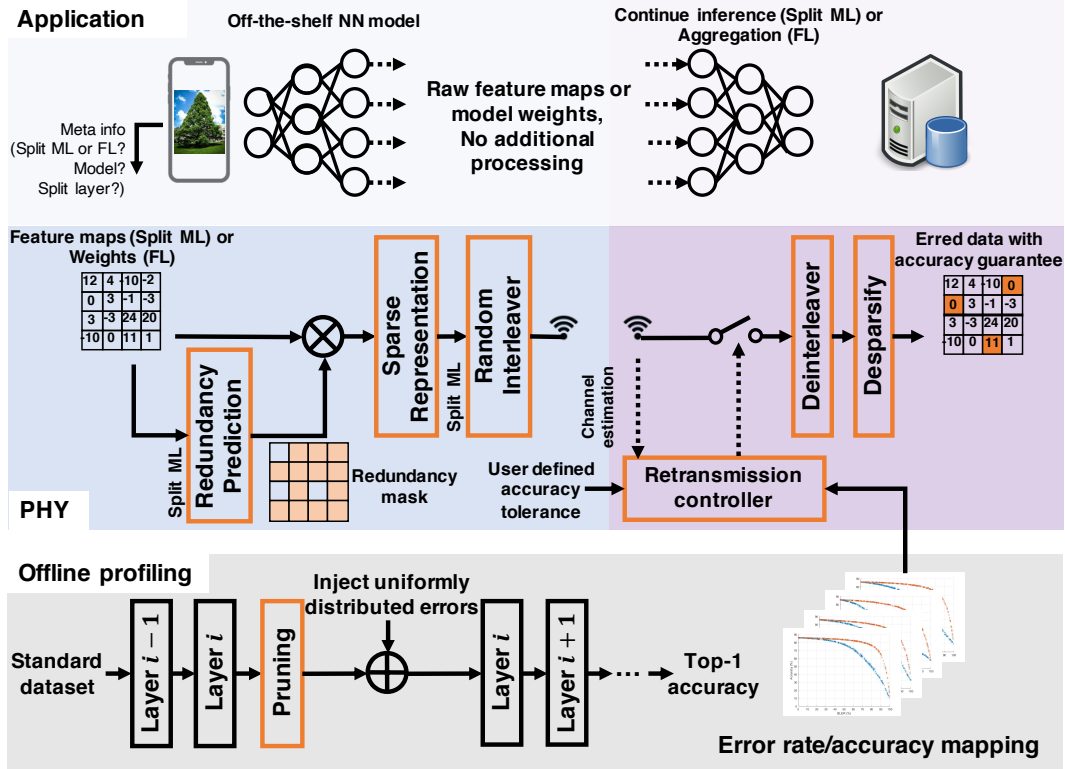 Application
Off-the-shelf NN model
Continue inference (Split ML) or
Aggregation (FL)
Raw feature maps or
model weights,
No additional
processing
Meta info
(Split ML or FL?
Model?
Split layer?)
Feature maps (Split ML) or
Weights (FL)
12 4 -10 -2
0 3 -1 -3
3 -3 24 20
-10 0 11 1
Split ML
Redundancy
Prediction
Redundancy
mask
Sparse
Representation
Split ML
Random
Interleaver
Channel
estimation
User defined
accuracy
tolerance
Retransmission
controller
Deinterleaver
Desparsify
Erred data with
accuracy guarantee
12 4 -10 0
0 3 -1 -3
3 -3 24 20
-10 0 11 1
PHY
Offline profiling
Standard
dataset
Layer i − 1
Layer i
Pruning
Inject uniformly
distributed errors
Layer i
Layer i + 1
Top-1
accuracy
Error rate/accuracy mapping